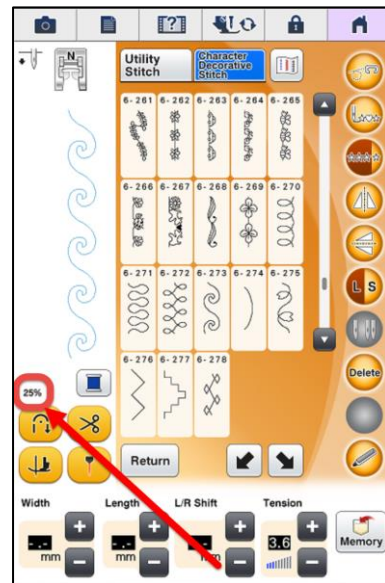 N
Utility
Stitch
Character
Decorative
Stitch
6-261 6-262 6-263 6-264 6-265
6-266 6-267 6-268 6-269 6-270
6-271 6-272 6-273 6-274 6-275
L S
6-276 6-277 6-278
Delete
25%
Return
Width Length L/R Shift Tension
-.-- -.-- -.-- 3.6
mm mm mm
Memory